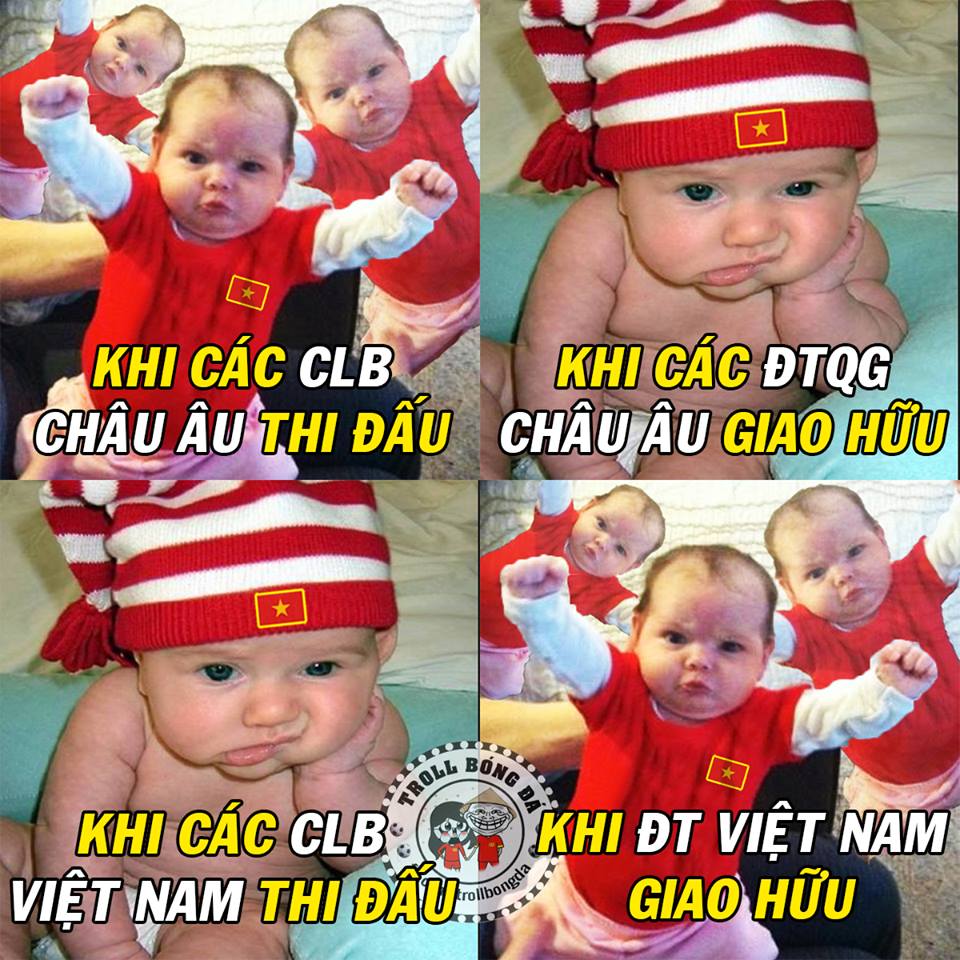 KHI CÁC CLB
CHÂU ÂU THI ĐẤU
KHI CÁC ĐTQG
CHÂU ÂU GIAO HỮU
KHI CÁC CLB
VIỆT NAM THI ĐẤU
TROLL BÓNG ĐÁ
trollbongda
KHI ĐT VIỆT NAM
GIAO HỮU